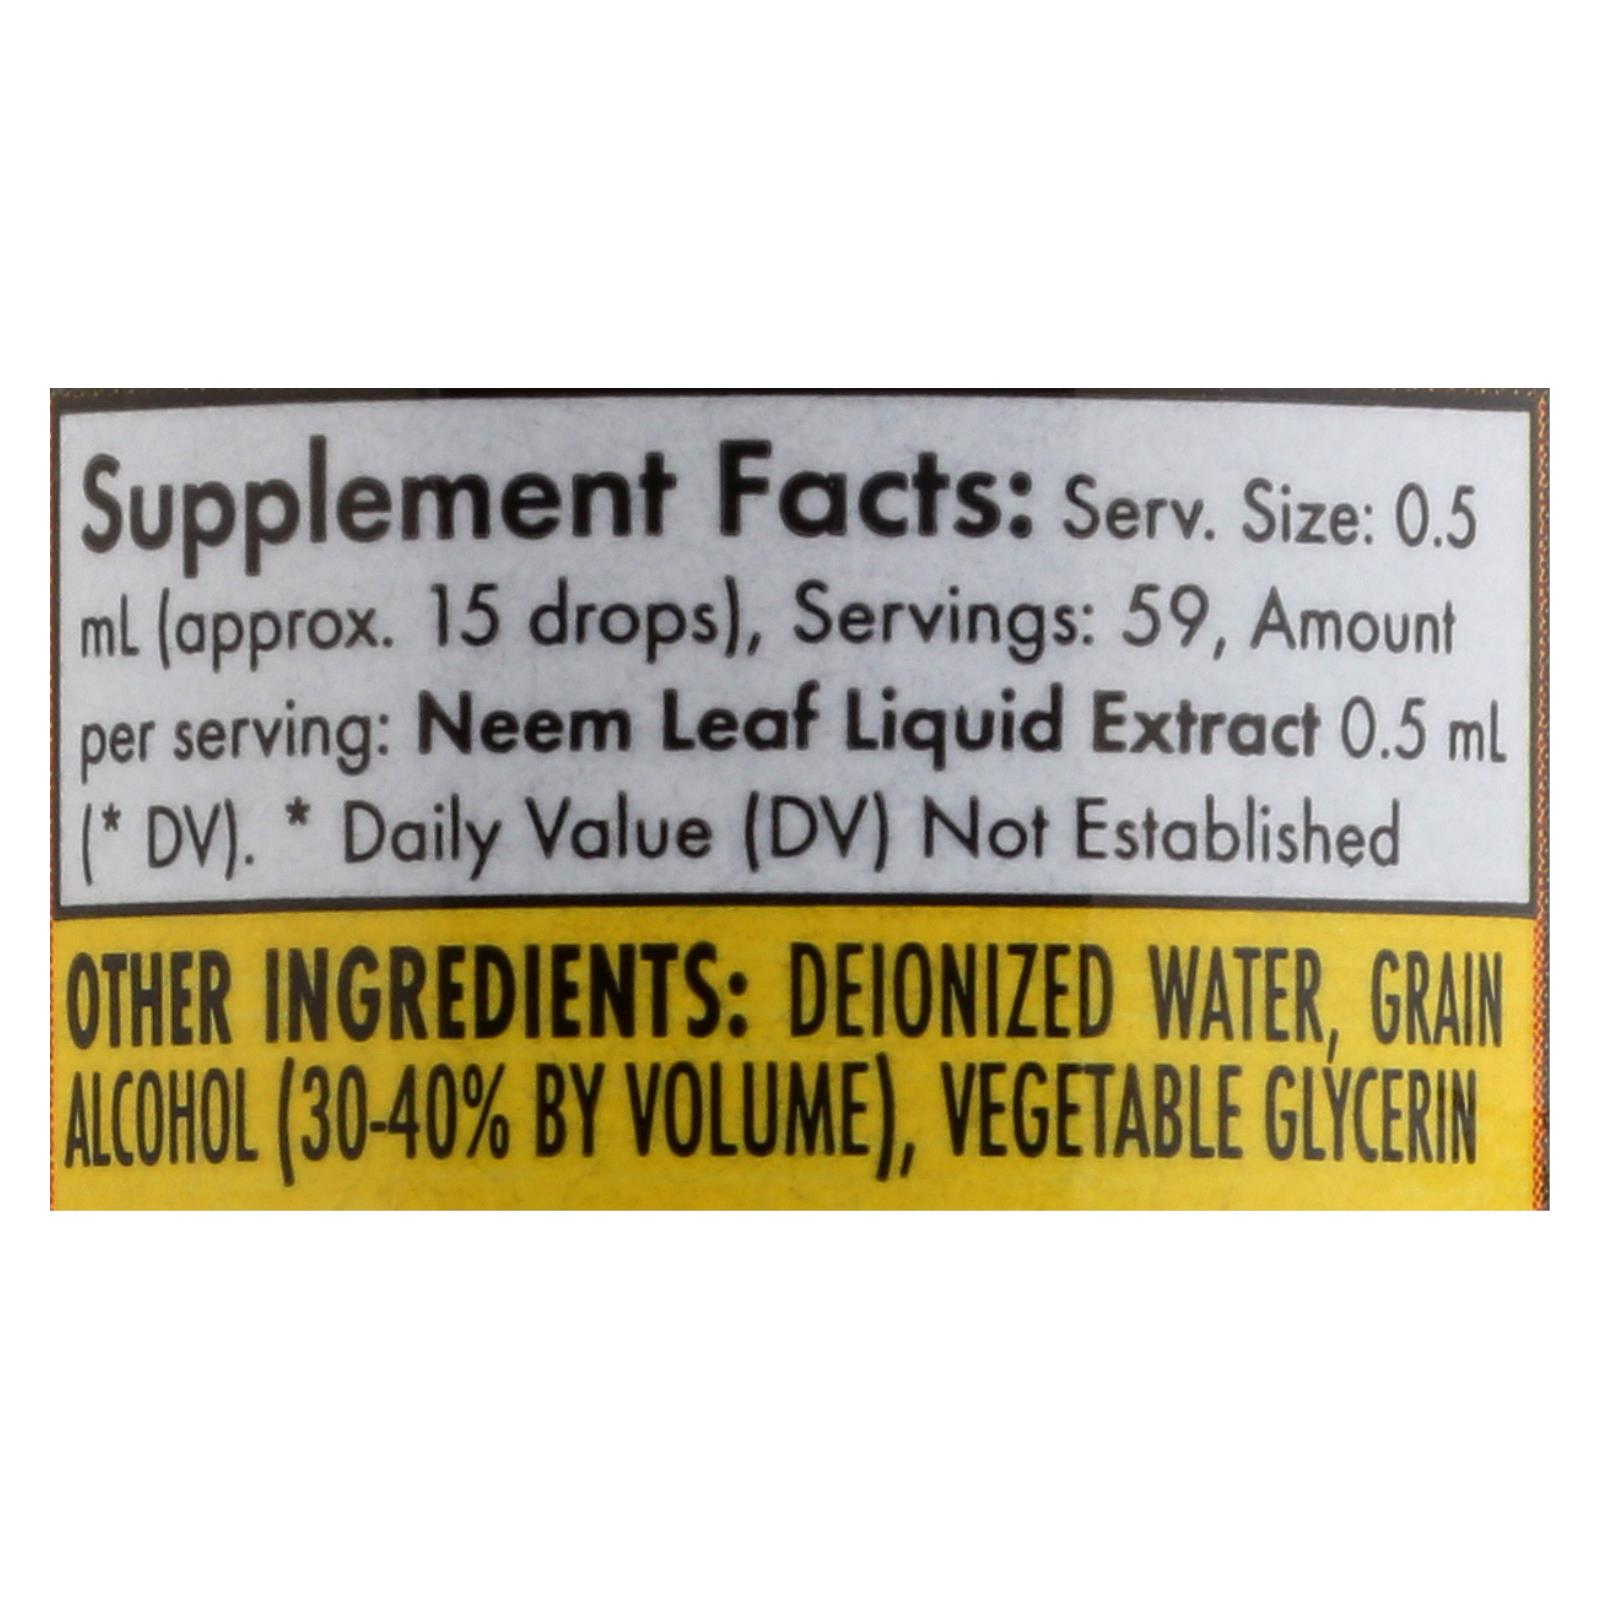 Supplement Facts: Serv. Size: 0.5
mL (approx. 15 drops), Servings: 59, Amount
per serving: Neem Leaf Liquid Extract 0.5 mL
(* DV). * Daily Value (DV) Not Established
OTHER INGREDIENTS: DEIONIZED WATER, GRAIN
ALCOHOL (30-40% BY VOLUME), VEGETABLE GLYCERIN